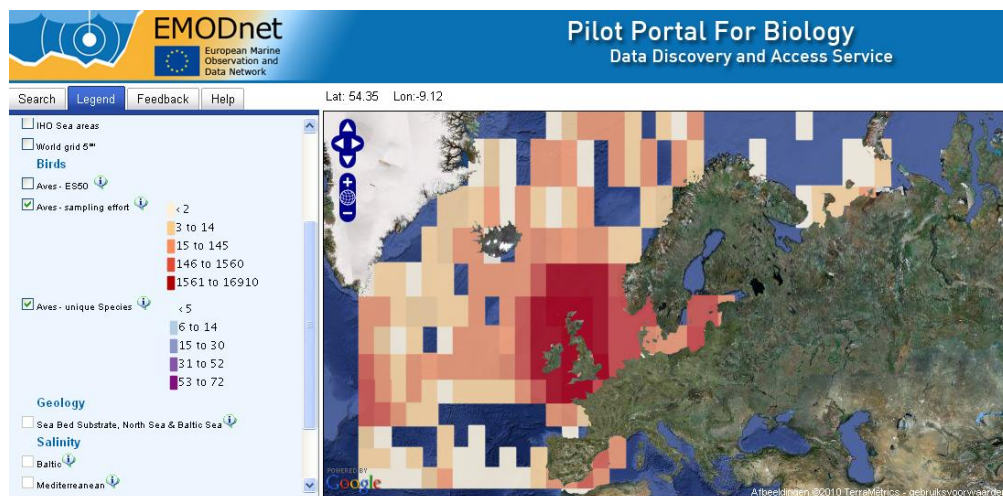 EMODnet
European Marine
Observation and
Data Network
Pilot Portal For Biology
Data Discovery and Access Service
Search
Legend
Feedback
Help
Lat: 54.35 Lon:-9.12
IHO Sea areas
World grid 5°
Birds
Aves - ES50
Aves - sampling effort
< 2
3 to 14
15 to 145
146 to 1560
1561 to 16910
Aves - unique Species
< 5
6 to 14
15 to 30
31 to 52
53 to 72
Geology
Sea Bed Substrate, North Sea & Baltic Sea
Salinity
Baltic
Mediterreanean
POWERED BY
Google
Afbeeldingen ©2010 TerraMetrics - gebruiksvoorwaarden